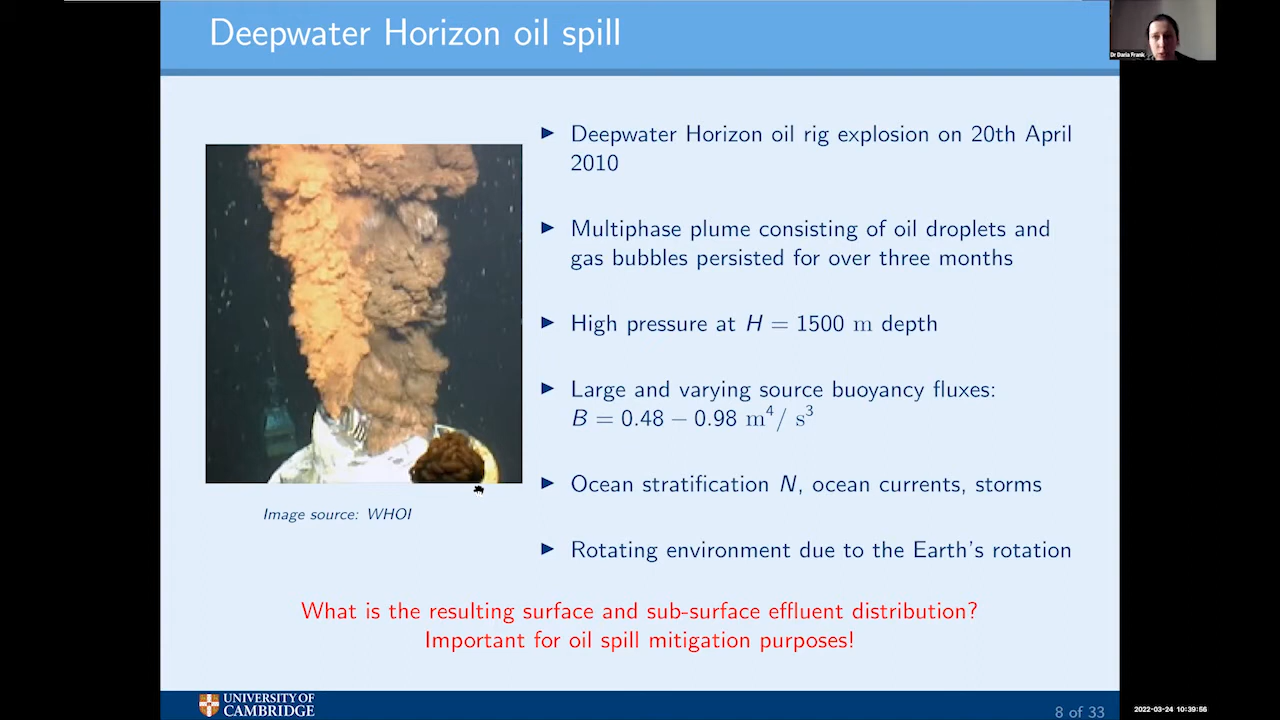 Deepwater Horizon oil spill
Dr Daria Frank
▶ Deepwater Horizon oil rig explosion on 20th April
2010
▶ Multiphase plume consisting of oil droplets and
gas bubbles persisted for over three months
▶ High pressure at H = 1500 m depth
▶ Large and varying source buoyancy fluxes:
B = 0.48 − 0.98 m⁴/ s³
▶ Ocean stratification N, ocean currents, storms
▶ Rotating environment due to the Earth's rotation
Image source: WHOI
What is the resulting surface and sub-surface effluent distribution?
Important for oil spill mitigation purposes!
UNIVERSITY OF
CAMBRIDGE
8 of 33
2022-03-24 10:39:56